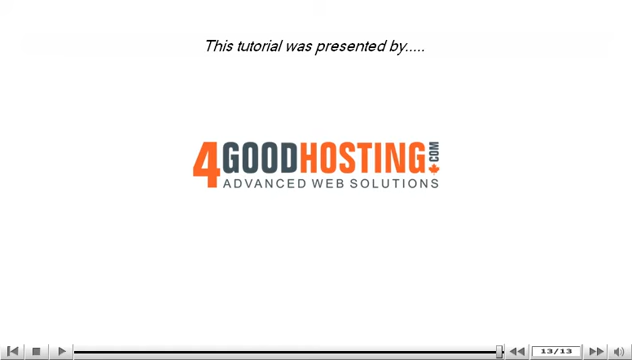 This tutorial was presented by.....
4GOODHOSTING.COM
ADVANCED WEB SOLUTIONS
13/13